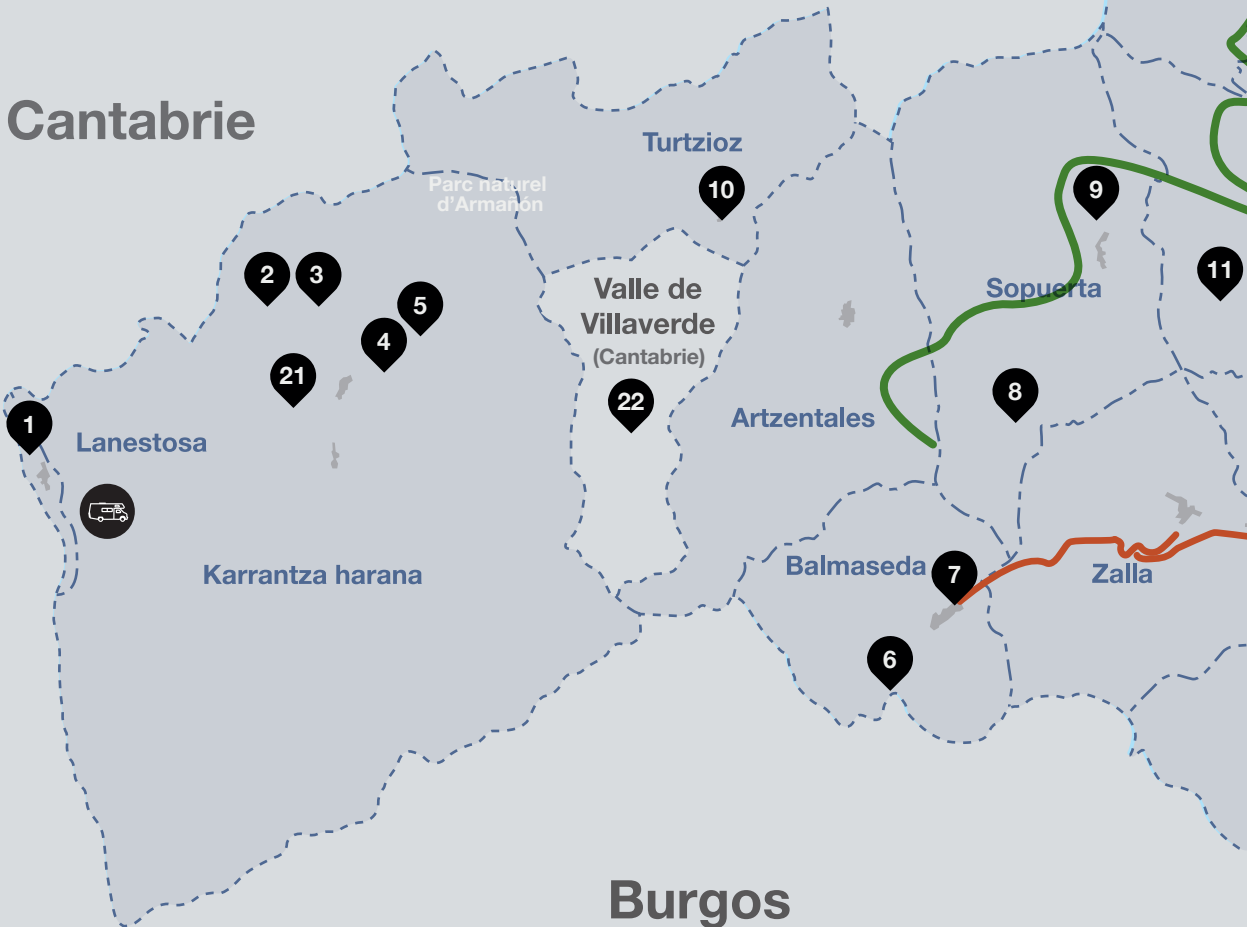 Cantabrie
Turtzioz
10
Parc naturel
d'Armañón
9
2
3
11
5
Valle de
Villaverde
(Cantabrie)
Sopuerta
4
21
22
8
1
Lanestosa
Artzentales
Karrantza harana
Balmaseda
7
Zalla
6
Burgos